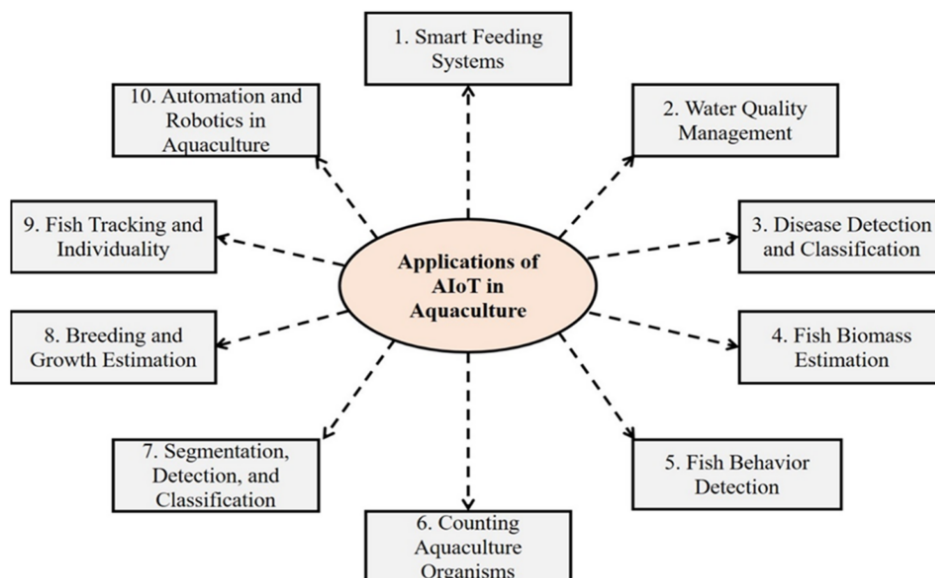 1. Smart Feeding
Systems
10. Automation and
Robotics in
Aquaculture
2. Water Quality
Management
9. Fish Tracking and
Individuality
Applications of
AIoT in
Aquaculture
3. Disease Detection
and Classification
8. Breeding and
Growth Estimation
4. Fish Biomass
Estimation
7. Segmentation,
Detection, and
Classification
5. Fish Behavior
Detection
6. Counting
Aquaculture
Organisms